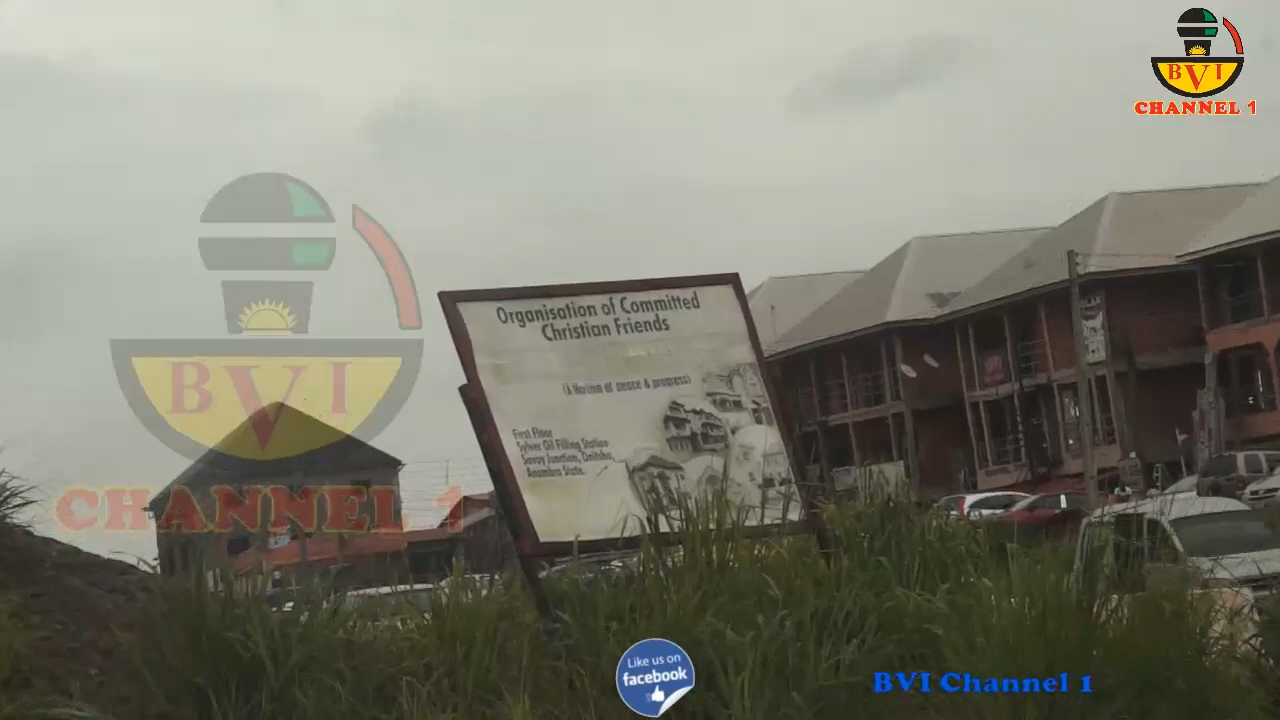 BVI
CHANNEL 1
BVI
CHANNEL 1
Organisation of Committed
Christian Friends
(A Horizon of peace & progress)
First Floor
Sylver Oil Filling Station
Savoy Junction, Onitsha,
Anambra State.
Like us on
facebook
BVI Channel 1